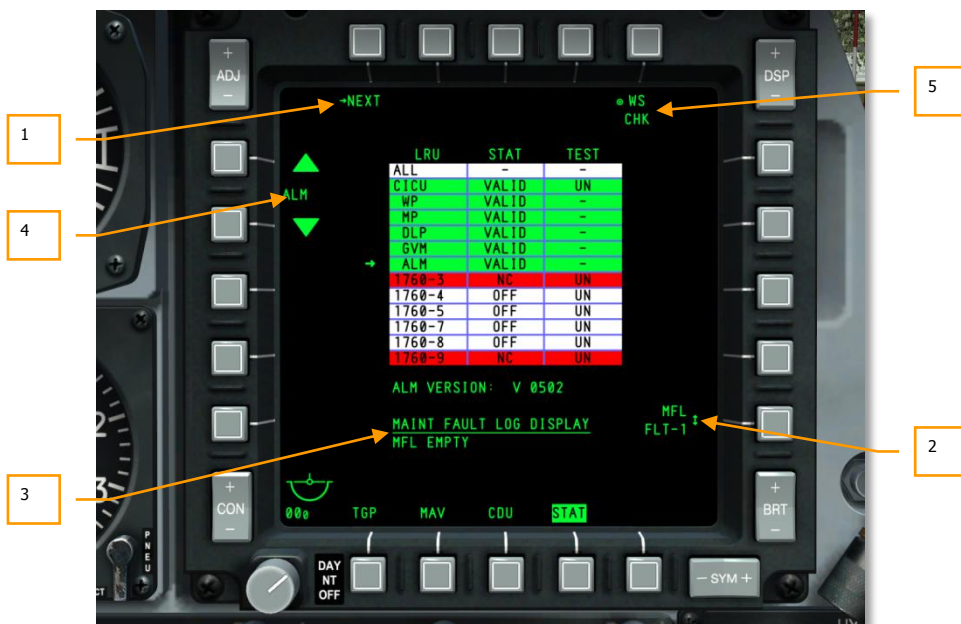 +
ADJ
-
+
DSP
-
1
2
3
4
5
→NEXT
WS
CHK
ALM
LRU STAT TEST
ALL - -
CICU VALID UN
WP VALID -
MP VALID -
DLP VALID -
GVM VALID -
→ ALM VALID -
1760-3 NC UN
1760-4 OFF UN
1760-5 OFF UN
1760-7 OFF UN
1760-8 OFF UN
1760-9 NC UN
ALM VERSION: V 0502
MAINT FAULT LOG DISPLAY
MFL EMPTY
MFL
FLT-1
+
CON
-
+
BRT
-
00₀ TGP MAV CDU STAT
DAY
NT
OFF
- SYM +
PNEU
2
3